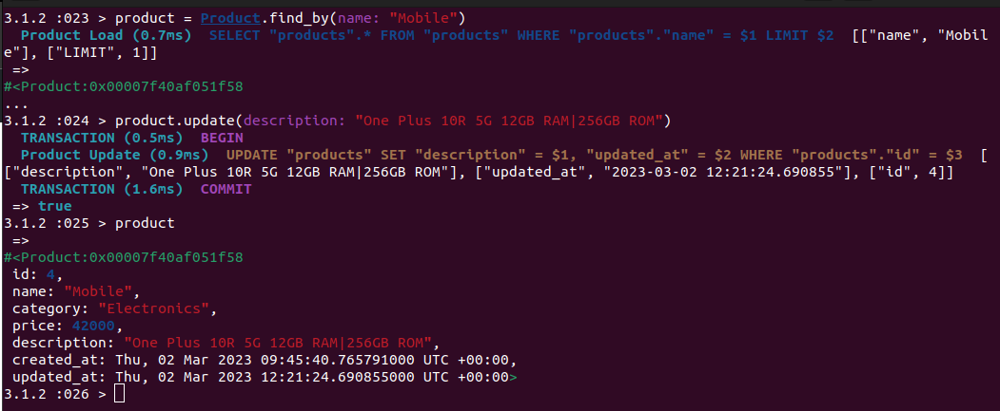 3.1.2 :023 > product = Product.find_by(name: "Mobile")
  Product Load (0.7ms)  SELECT "products".* FROM "products" WHERE "products"."name" = $1 LIMIT $2  [["name", "Mobil
e"], ["LIMIT", 1]]
 =>
#<Product:0x00007f40af051f58
...
3.1.2 :024 > product.update(description: "One Plus 10R 5G 12GB RAM|256GB ROM")
  TRANSACTION (0.5ms)  BEGIN
  Product Update (0.9ms)  UPDATE "products" SET "description" = $1, "updated_at" = $2 WHERE "products"."id" = $3  [
["description", "One Plus 10R 5G 12GB RAM|256GB ROM"], ["updated_at", "2023-03-02 12:21:24.690855"], ["id", 4]]
  TRANSACTION (1.6ms)  COMMIT
 => true
3.1.2 :025 > product
 =>
#<Product:0x00007f40af051f58
 id: 4,
 name: "Mobile",
 category: "Electronics",
 price: 42000,
 description: "One Plus 10R 5G 12GB RAM|256GB ROM",
 created_at: Thu, 02 Mar 2023 09:45:40.765791000 UTC +00:00,
 updated_at: Thu, 02 Mar 2023 12:21:24.690855000 UTC +00:00>
3.1.2 :026 >